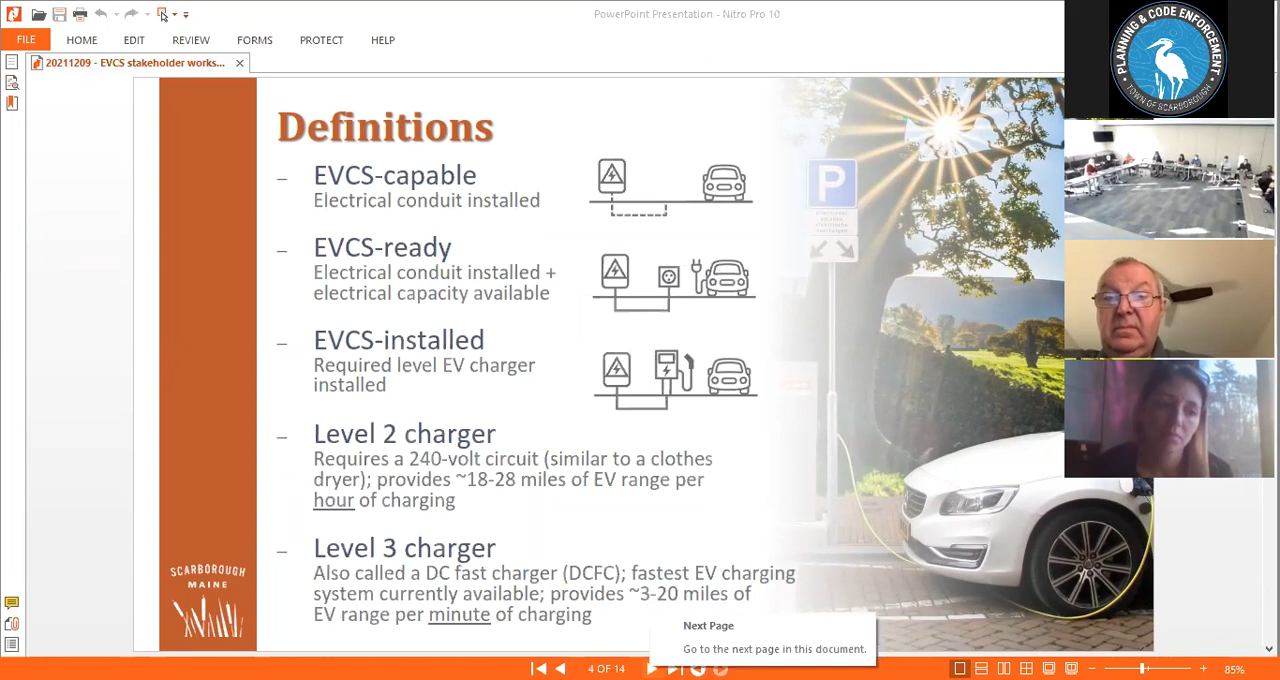 PowerPoint Presentation - Nitro Pro 10
FILE
HOME
EDIT
REVIEW
FORMS
PROTECT
HELP
20211209 - EVCS stakeholder works...
PLANNING & CODE ENFORCEMENT
TOWN OF SCARBOROUGH
Definitions
– EVCS-capable
Electrical conduit installed
– EVCS-ready
Electrical conduit installed +
electrical capacity available
– EVCS-installed
Required level EV charger
installed
– Level 2 charger
Requires a 240-volt circuit (similar to a clothes
dryer); provides ~18-28 miles of EV range per
hour of charging
– Level 3 charger
Also called a DC fast charger (DCFC); fastest EV charging
system currently available; provides ~3-20 miles of
EV range per minute of charging
P
SCARBOROUGH
MAINE
Next Page
Go to the next page in this document.
4 OF 14
85%